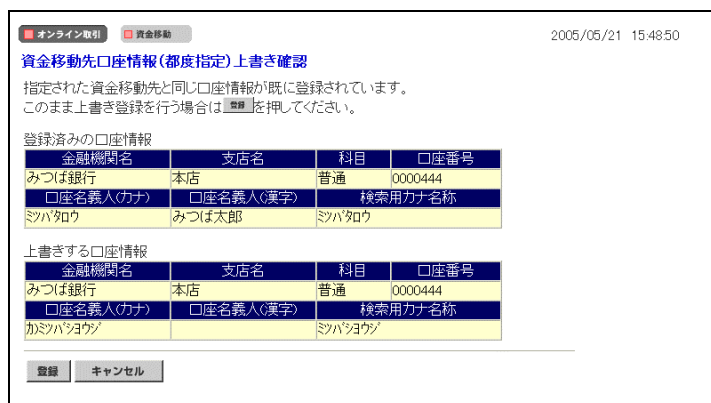 オンライン取引 資金移動 2005/05/21 15:48:50
資金移動先口座情報(都度指定)上書き確認
指定された資金移動先と同じ口座情報が既に登録されています。
このまま上書き登録を行う場合は 登録 を押してください。
登録済みの口座情報
金融機関名 支店名 科目 口座番号
みつば銀行 本店 普通 0000444
口座名義人(カナ) 口座名義人(漢字) 検索用カナ名称
ﾐﾂﾊﾞﾀﾛｳ みつば太郎 ﾐﾂﾊﾞﾀﾛｳ
上書きする口座情報
金融機関名 支店名 科目 口座番号
みつば銀行 本店 普通 0000444
口座名義人(カナ) 口座名義人(漢字) 検索用カナ名称
ｶ)ﾐﾂﾊﾞｼﾖｳｼﾞ ﾐﾂﾊﾞｼﾖｳｼﾞ
登録 キャンセル